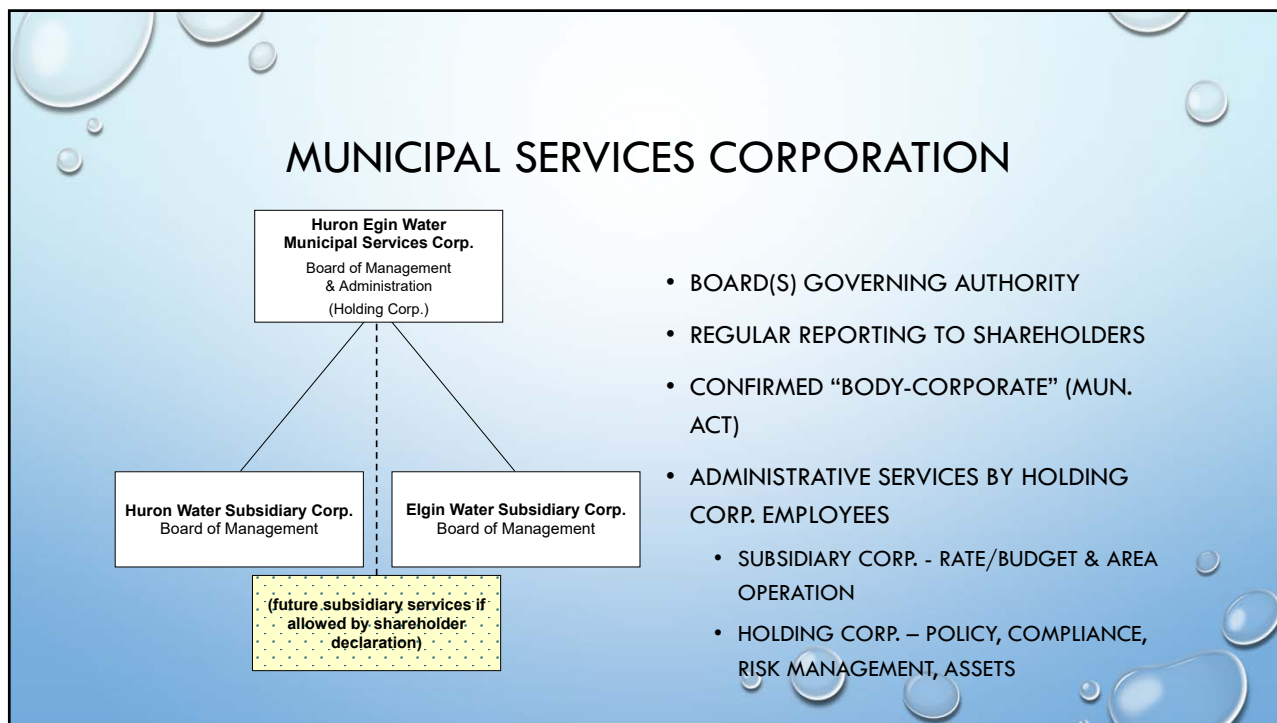 MUNICIPAL SERVICES CORPORATION
Huron Egin Water
Municipal Services Corp.
Board of Management
& Administration
(Holding Corp.)
Huron Water Subsidiary Corp.
Board of Management
Elgin Water Subsidiary Corp.
Board of Management
(future subsidiary services if
allowed by shareholder
declaration)
• BOARD(S) GOVERNING AUTHORITY
• REGULAR REPORTING TO SHAREHOLDERS
• CONFIRMED “BODY-CORPORATE” (MUN.
ACT)
• ADMINISTRATIVE SERVICES BY HOLDING
CORP. EMPLOYEES
• SUBSIDIARY CORP. - RATE/BUDGET & AREA
OPERATION
• HOLDING CORP. – POLICY, COMPLIANCE,
RISK MANAGEMENT, ASSETS